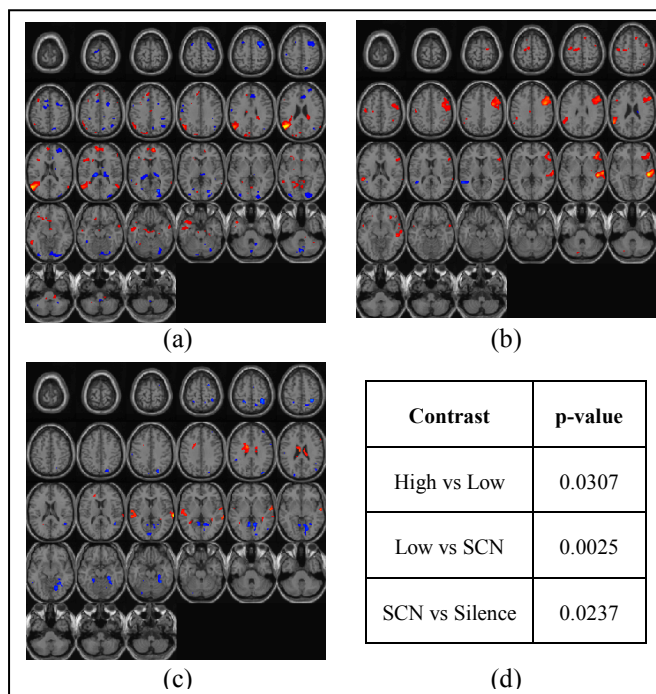 (a)
(b)
Contrast p-value
High vs Low 0.0307
Low vs SCN 0.0025
SCN vs Silence 0.0237
(c)
(d)